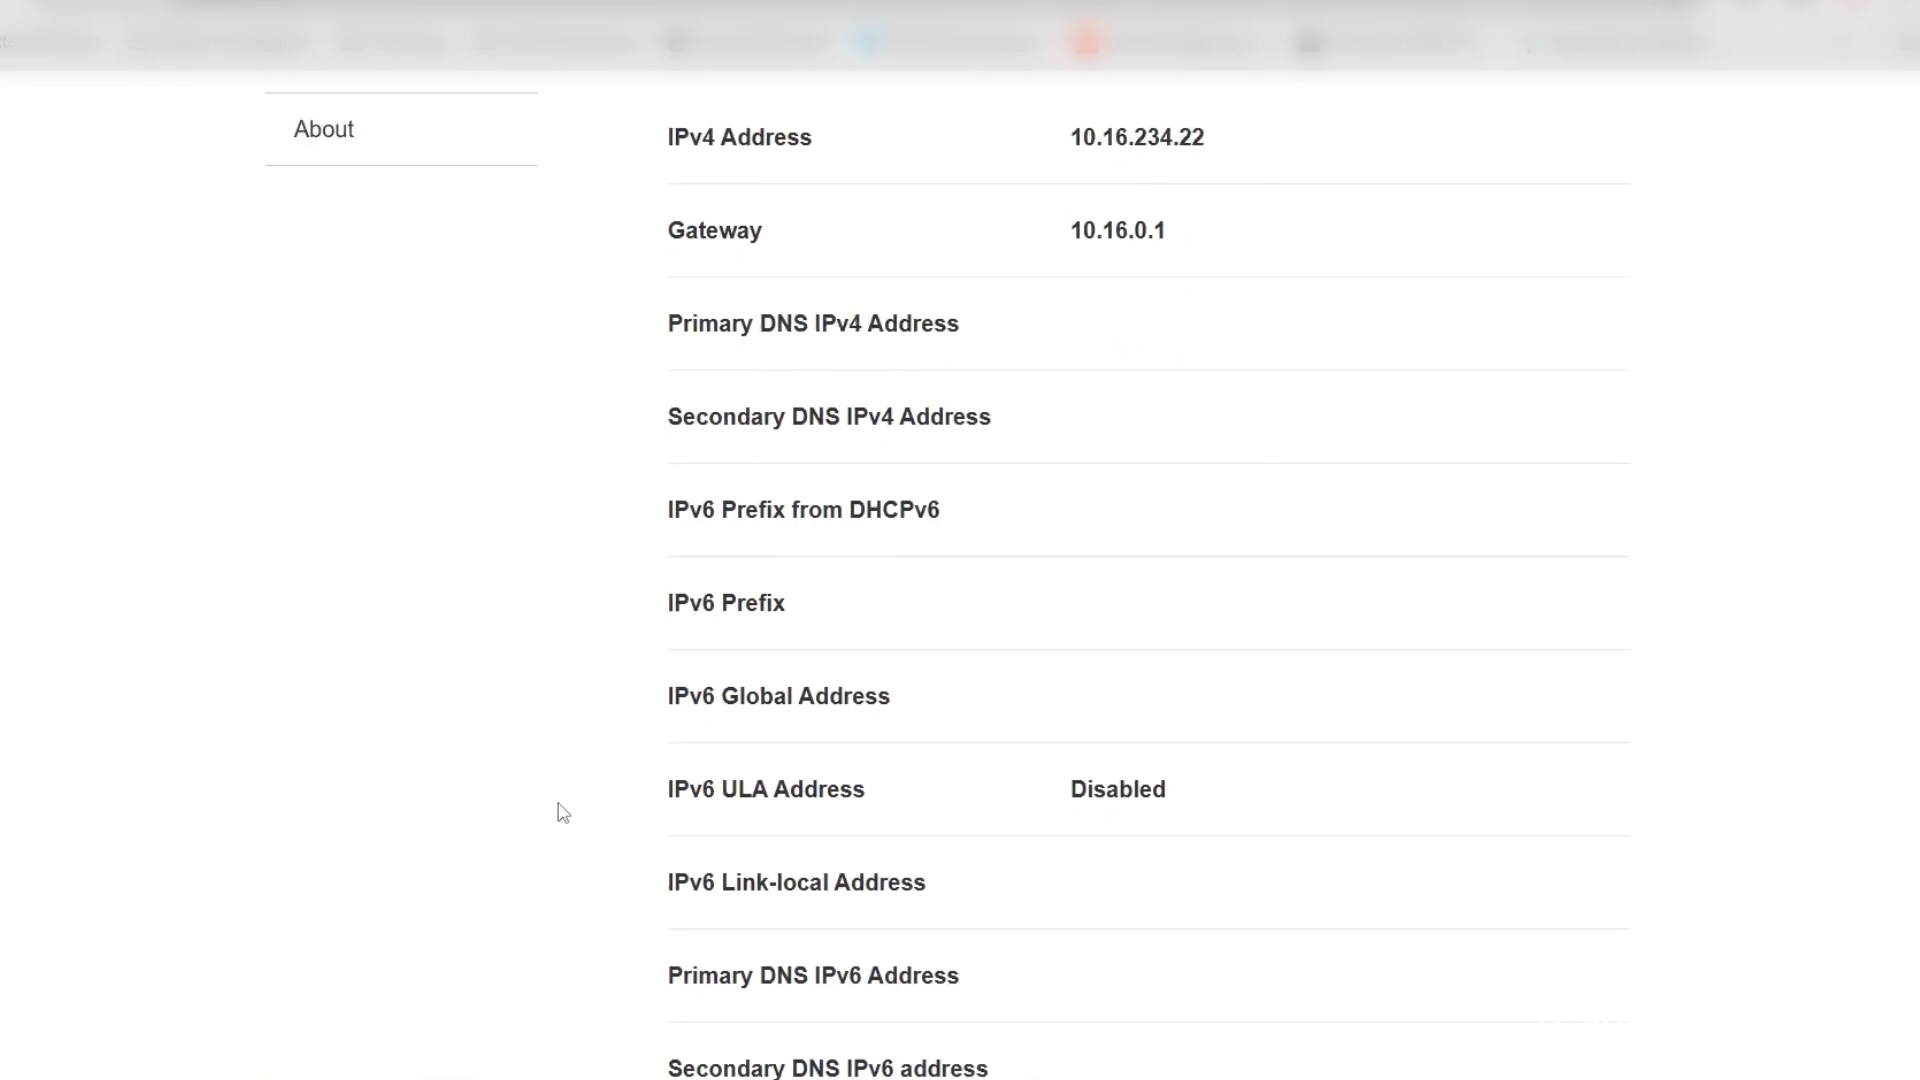 About
IPv4 Address 10.16.234.22
Gateway 10.16.0.1
Primary DNS IPv4 Address
Secondary DNS IPv4 Address
IPv6 Prefix from DHCPv6
IPv6 Prefix
IPv6 Global Address
IPv6 ULA Address Disabled
IPv6 Link-local Address
Primary DNS IPv6 Address
Secondary DNS IPv6 address